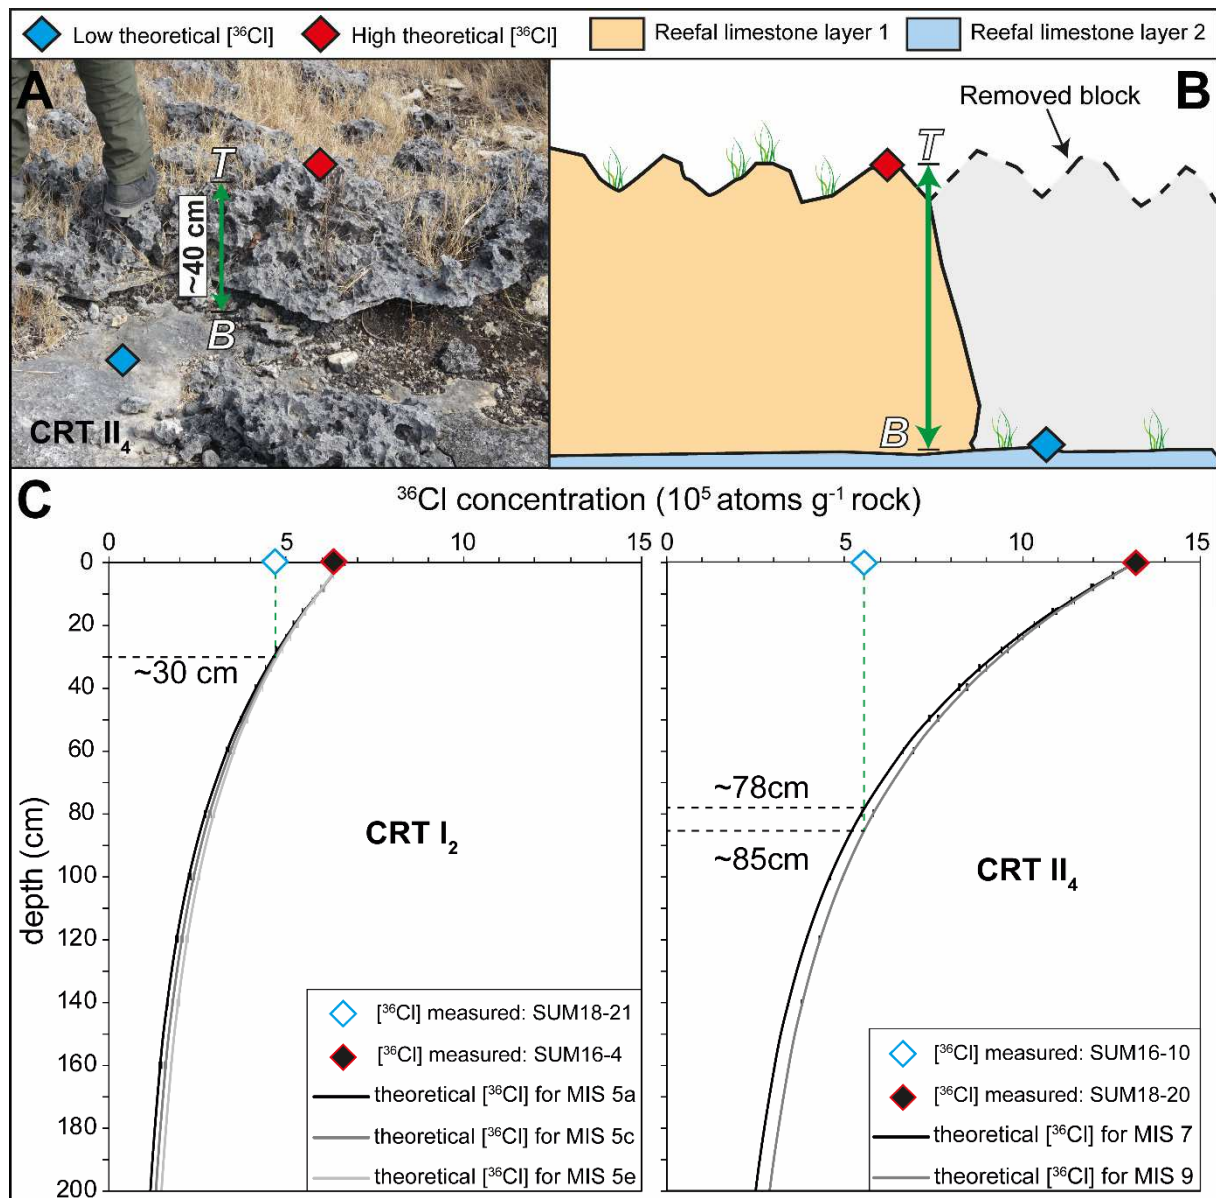 Low theoretical [³⁶Cl]
High theoretical [³⁶Cl]
Reefal limestone layer 1
Reefal limestone layer 2
A
T
~40 cm
B
CRT II₄
B
Removed block
T
B
C
³⁶Cl concentration (10⁵ atoms g⁻¹ rock)
0 5 10 15
0
20
40
60
80
100
120
140
160
180
200
depth (cm)
~30 cm
CRT I₂
[³⁶Cl] measured: SUM18-21
[³⁶Cl] measured: SUM16-4
theoretical [³⁶Cl] for MIS 5a
theoretical [³⁶Cl] for MIS 5c
theoretical [³⁶Cl] for MIS 5e
0 5 10 15
~78cm
~85cm
CRT II₄
[³⁶Cl] measured: SUM16-10
[³⁶Cl] measured: SUM18-20
theoretical [³⁶Cl] for MIS 7
theoretical [³⁶Cl] for MIS 9